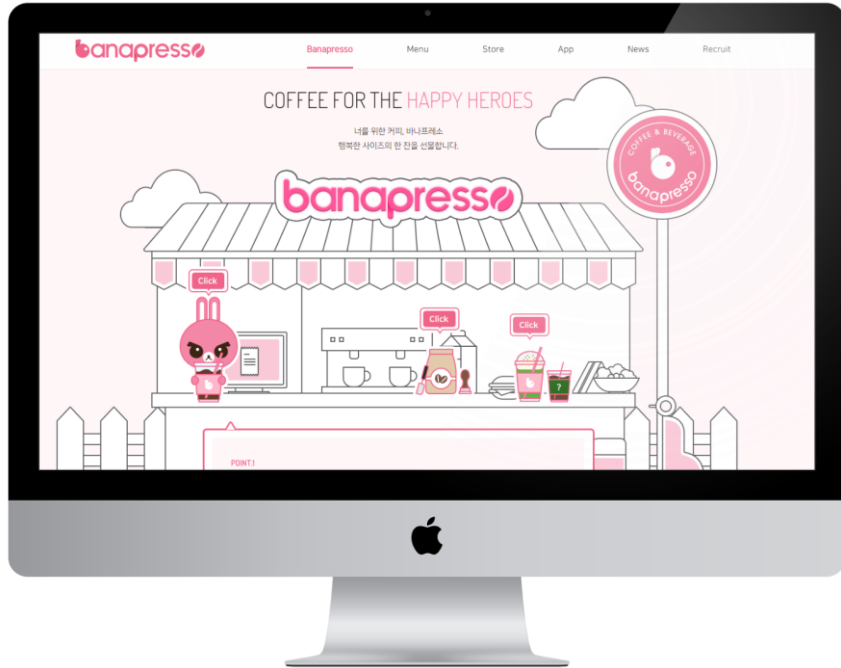 banapresso
Banapresso Menu Store App News Recruit
COFFEE FOR THE HAPPY HEROES
너를 위한 커피, 바나프레소
행복한 사이즈의 한 잔을 선물합니다.
COFFEE & BEVERAGE
banapresso
banapresso
Click
Click
Click
?
POINT.1